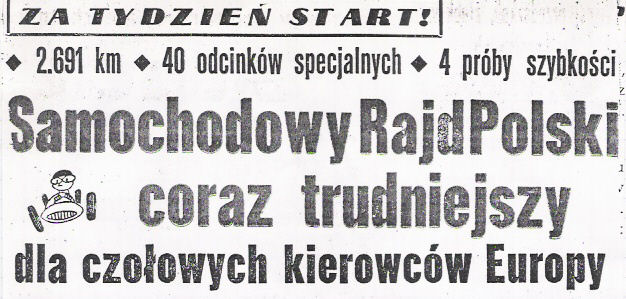 ZA TYDZIEŃ START!
◆ 2.691 km ◆ 40 odcinków specjalnych ◆ 4 próby szybkości
Samochodowy Rajd Polski
coraz trudniejszy
dla czołowych kierowców Europy